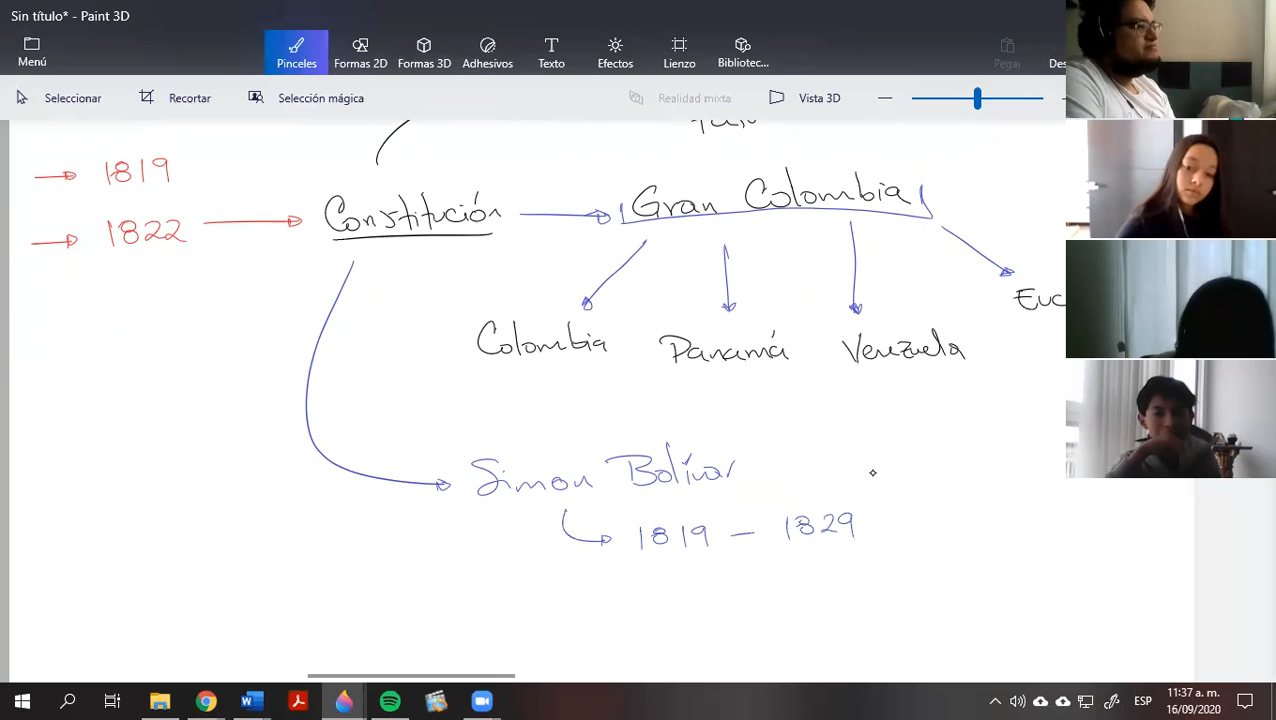 Sin título* - Paint 3D
Menú
Pinceles Formas 2D Formas 3D Adhesivos Texto Efectos Lienzo Bibliotec... Pegar Des
Seleccionar Recortar Selección mágica Realidad mixta Vista 3D
1819
1822
Constitución
Gran Colombia
Colombia Panamá Venezuela Euc
Simon Bolívar
1819 - 1829
ESP
11:37 a. m.
16/09/2020